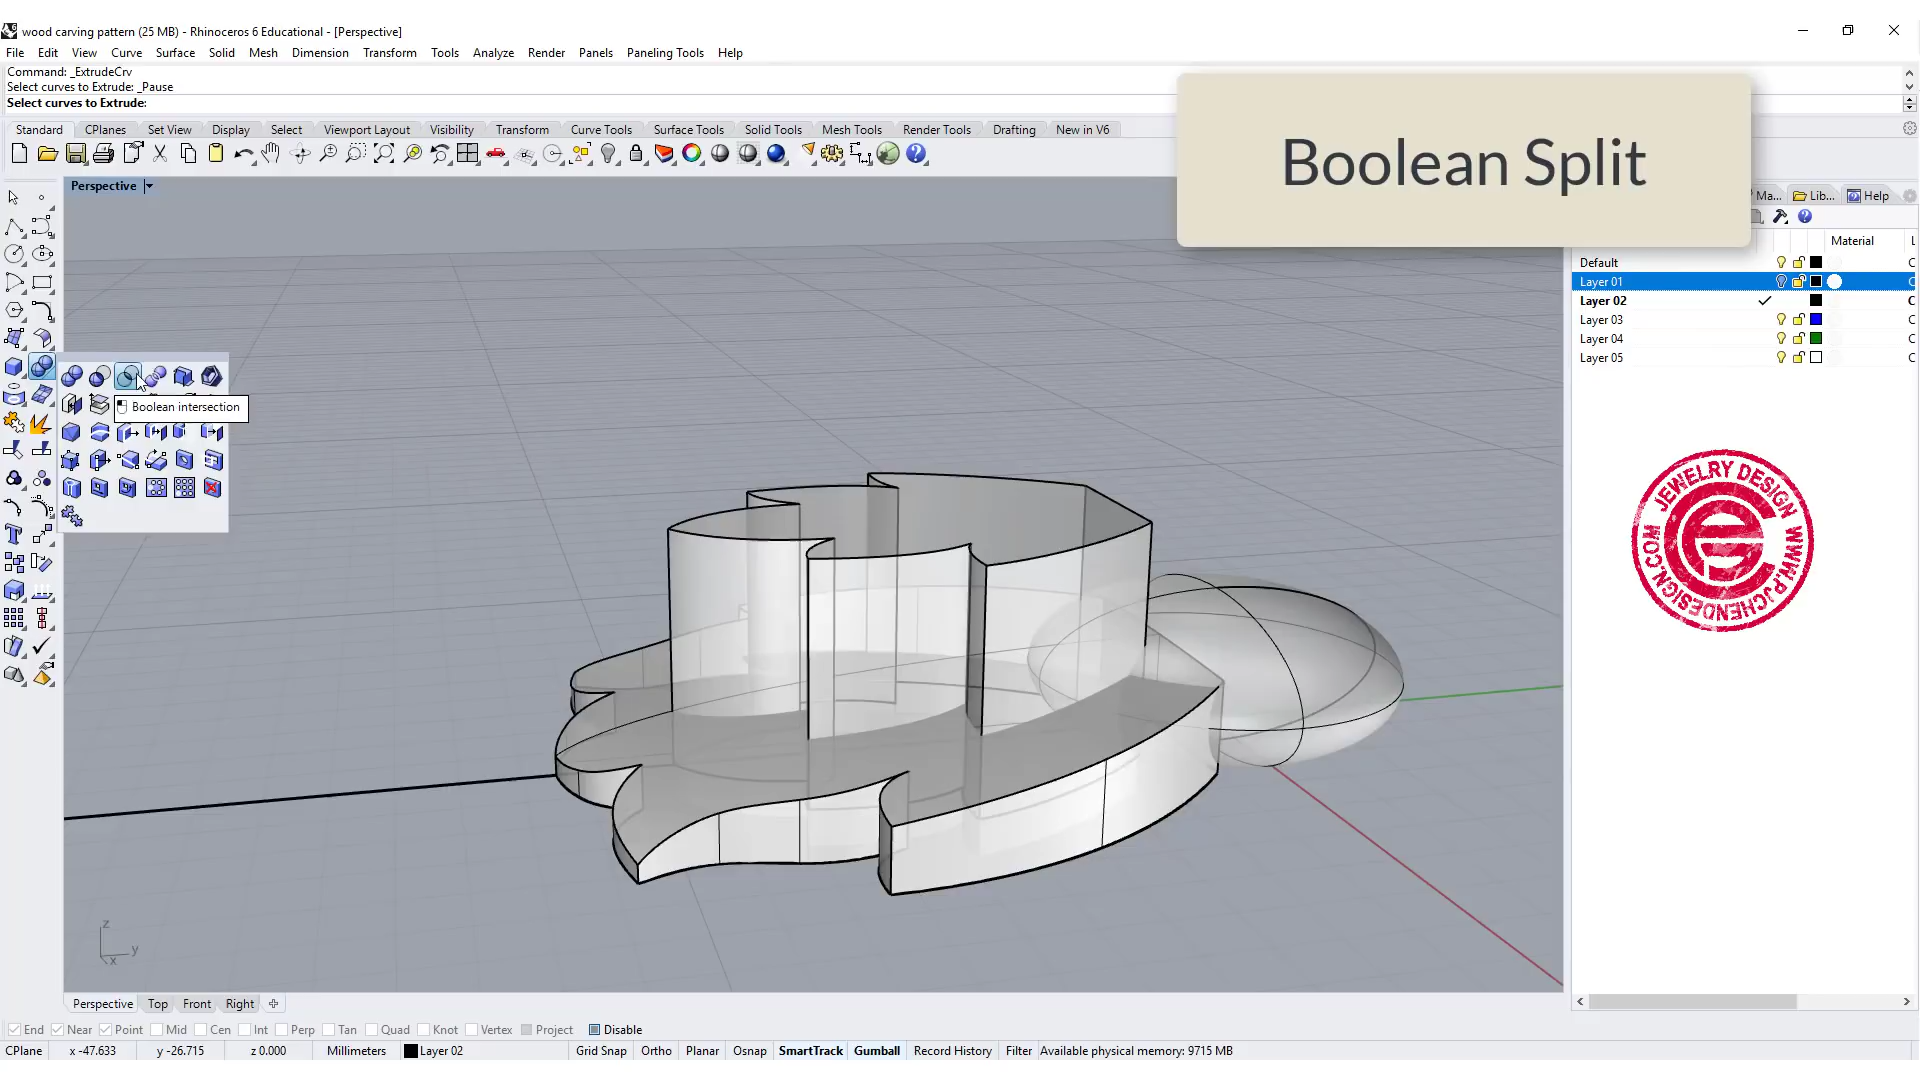 wood carving pattern (25 MB) - Rhinoceros 6 Educational - [Perspective]
File Edit View Curve Surface Solid Mesh Dimension Transform Tools Analyze Render Panels Paneling Tools Help
Command: _ExtrudeCrv
Select curves to Extrude: _Pause
Select curves to Extrude:
Boolean Split
Standard CPlanes Set View Display Select Viewport Layout Visibility Transform Curve Tools Surface Tools Solid Tools Mesh Tools Render Tools Drafting New in V6
Perspective
Ma... Lib... Help
Material L
Default C
Layer 01 C
Layer 02 C
Layer 03 C
Layer 04 C
Layer 05 C
Boolean intersection
JEWELRY DESIGN WWW.PJCHENDESIGN.COM
z
y
x
Perspective Top Front Right
End Near Point Mid Cen Int Perp Tan Quad Knot Vertex Project Disable
CPlane x -47.633 y -26.715 z 0.000 Millimeters Layer 02 Grid Snap Ortho Planar Osnap SmartTrack Gumball Record History Filter Available physical memory: 9715 MB